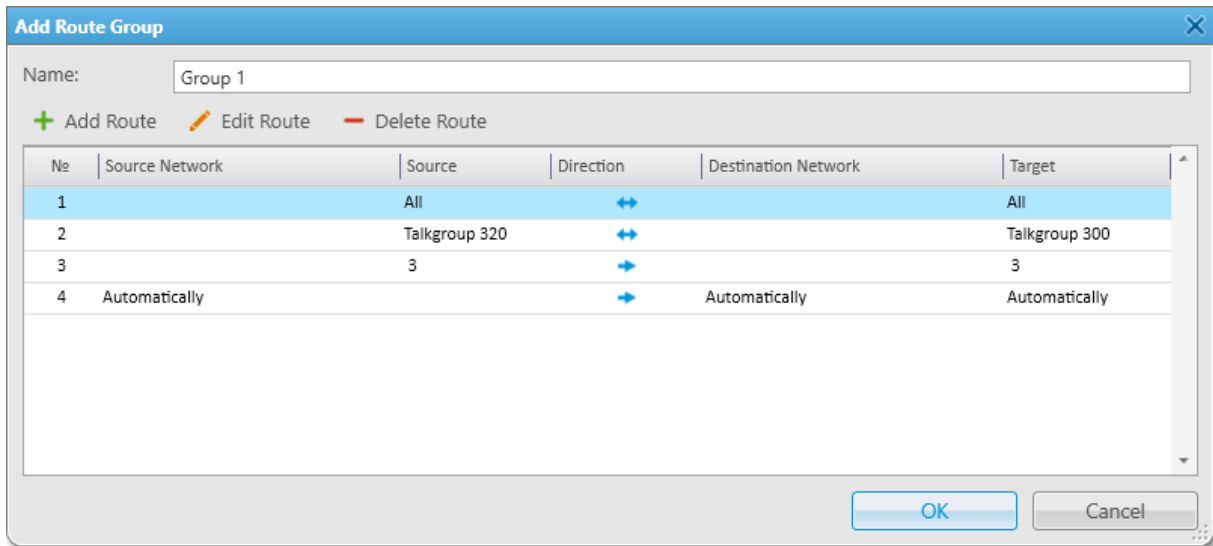 Add Route Group
Name: Group 1
Add Route Edit Route Delete Route
№ Source Network Source Direction Destination Network Target
1 All All
2 Talkgroup 320 Talkgroup 300
3 3 3
4 Automatically Automatically Automatically
OK Cancel